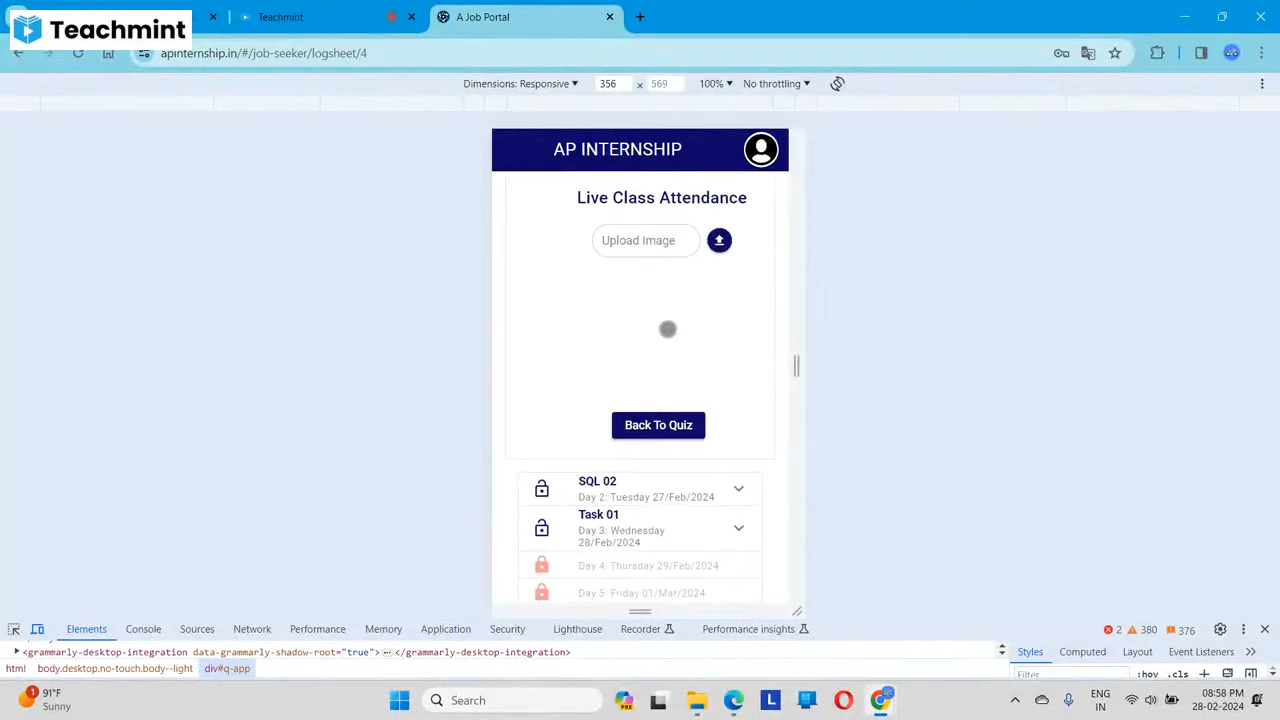 Teachmint
Teachmint
A Job Portal
apinternship.in/#/job-seeker/logsheet/4
Dimensions: Responsive
356
×
569
100%
No throttling
AP INTERNSHIP
Live Class Attendance
Upload Image
Back To Quiz
SQL 02
Day 2: Tuesday 27/Feb/2024
Task 01
Day 3: Wednesday
28/Feb/2024
Day 4: Thursday 29/Feb/2024
Day 5: Friday 01/Mar/2024
Elements
Console
Sources
Network
Performance
Memory
Application
Security
Lighthouse
Recorder
Performance insights
2
380
376
<grammarly-desktop-integration data-grammarly-shadow-root="true">⋯</grammarly-desktop-integration>
Styles
Computed
Layout
Event Listeners
html
body.desktop.no-touch.body--light
div#q-app
Filter
:hov
.cls
1
91°F
Sunny
Search
PRE
L
ENG
IN
08:58 PM
28-02-2024